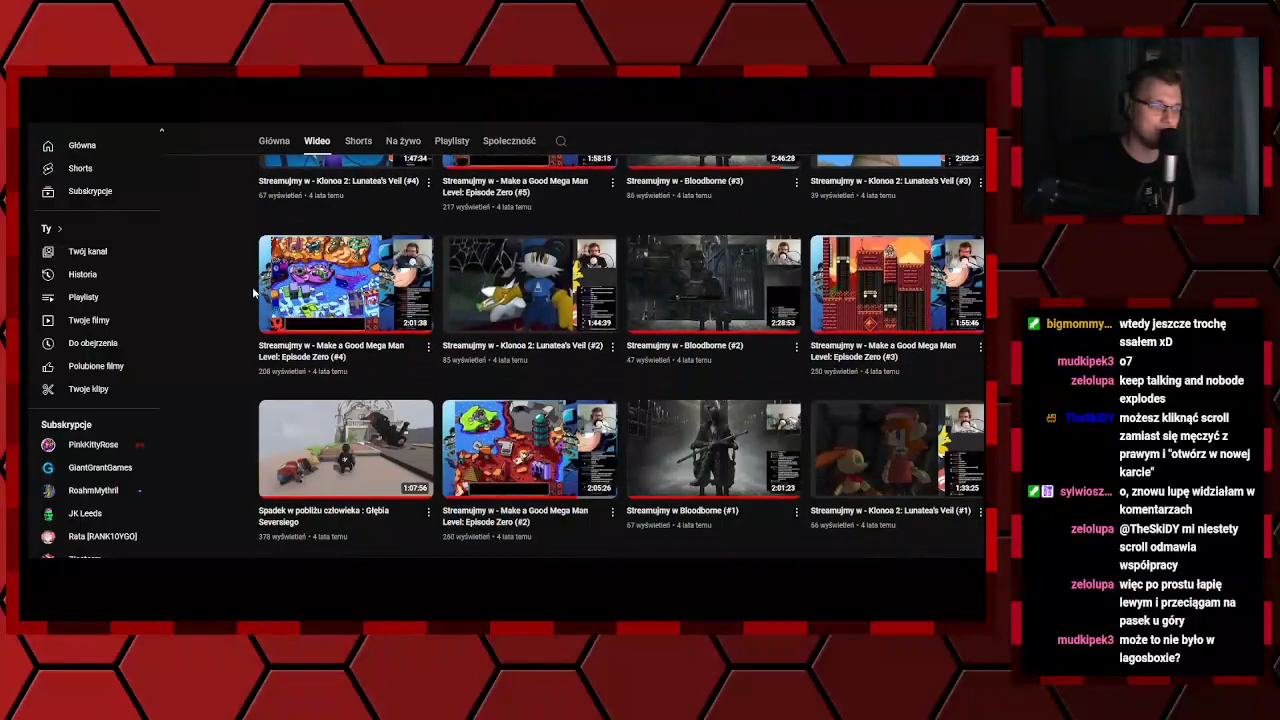 Główna
Shorts
Subskrypcje
Ty
Twój kanał
Historia
Playlisty
Twoje filmy
Do obejrzenia
Polubione filmy
Twoje klipy
Subskrypcje
PinkKittyRose
GiantGrantGames
RoahmMythril
JK Leeds
Rata [RANK10YGO]
Główna Wideo Shorts Na żywo Playlisty Społeczność
1:47:34 1:58:15 2:46:28 2:02:23
Streamujmy w - Klonoa 2: Lunatea's Veil (#4)
67 wyświetleń • 4 lata temu
Streamujmy w - Make a Good Mega Man
Level: Episode Zero (#5)
217 wyświetleń • 4 lata temu
Streamujmy w - Bloodborne (#3)
86 wyświetleń • 4 lata temu
Streamujmy w - Klonoa 2: Lunatea's Veil (#3)
39 wyświetleń • 4 lata temu
2:01:38 1:44:39 2:28:53 1:55:46
Streamujmy w - Make a Good Mega Man
Level: Episode Zero (#4)
208 wyświetleń • 4 lata temu
Streamujmy w - Klonoa 2: Lunatea's Veil (#2)
85 wyświetleń • 4 lata temu
Streamujmy w - Bloodborne (#2)
47 wyświetleń • 4 lata temu
Streamujmy w - Make a Good Mega Man
Level: Episode Zero (#3)
250 wyświetleń • 4 lata temu
1:07:56 2:05:26 2:01:23 1:33:25
Spadek w pobliżu człowieka : Głębia
Seversiego
378 wyświetleń • 4 lata temu
Streamujmy w - Make a Good Mega Man
Level: Episode Zero (#2)
260 wyświetleń • 4 lata temu
Streamujmy w Bloodborne (#1)
67 wyświetleń • 4 lata temu
Streamujmy w - Klonoa 2: Lunatea's Veil (#1)
66 wyświetleń • 4 lata temu
bigmommy... wtedy jeszcze trochę
ssałem xD
mudkipek3 o7
zelolupa keep talking and nobode
explodes
TheSkiDY możesz kliknąć scroll
zamiast się męczyć z
prawym i "otwórz w nowej
karcie"
sylwiosz... o, znowu lupę widziałam w
komentarzach
zelolupa @TheSkiDY mi niestety
scroll odmawia
współpracy
zelolupa więc po prostu łapię
lewym i przeciągam na
pasek u góry
mudkipek3 może to nie było w
lagosboxie?